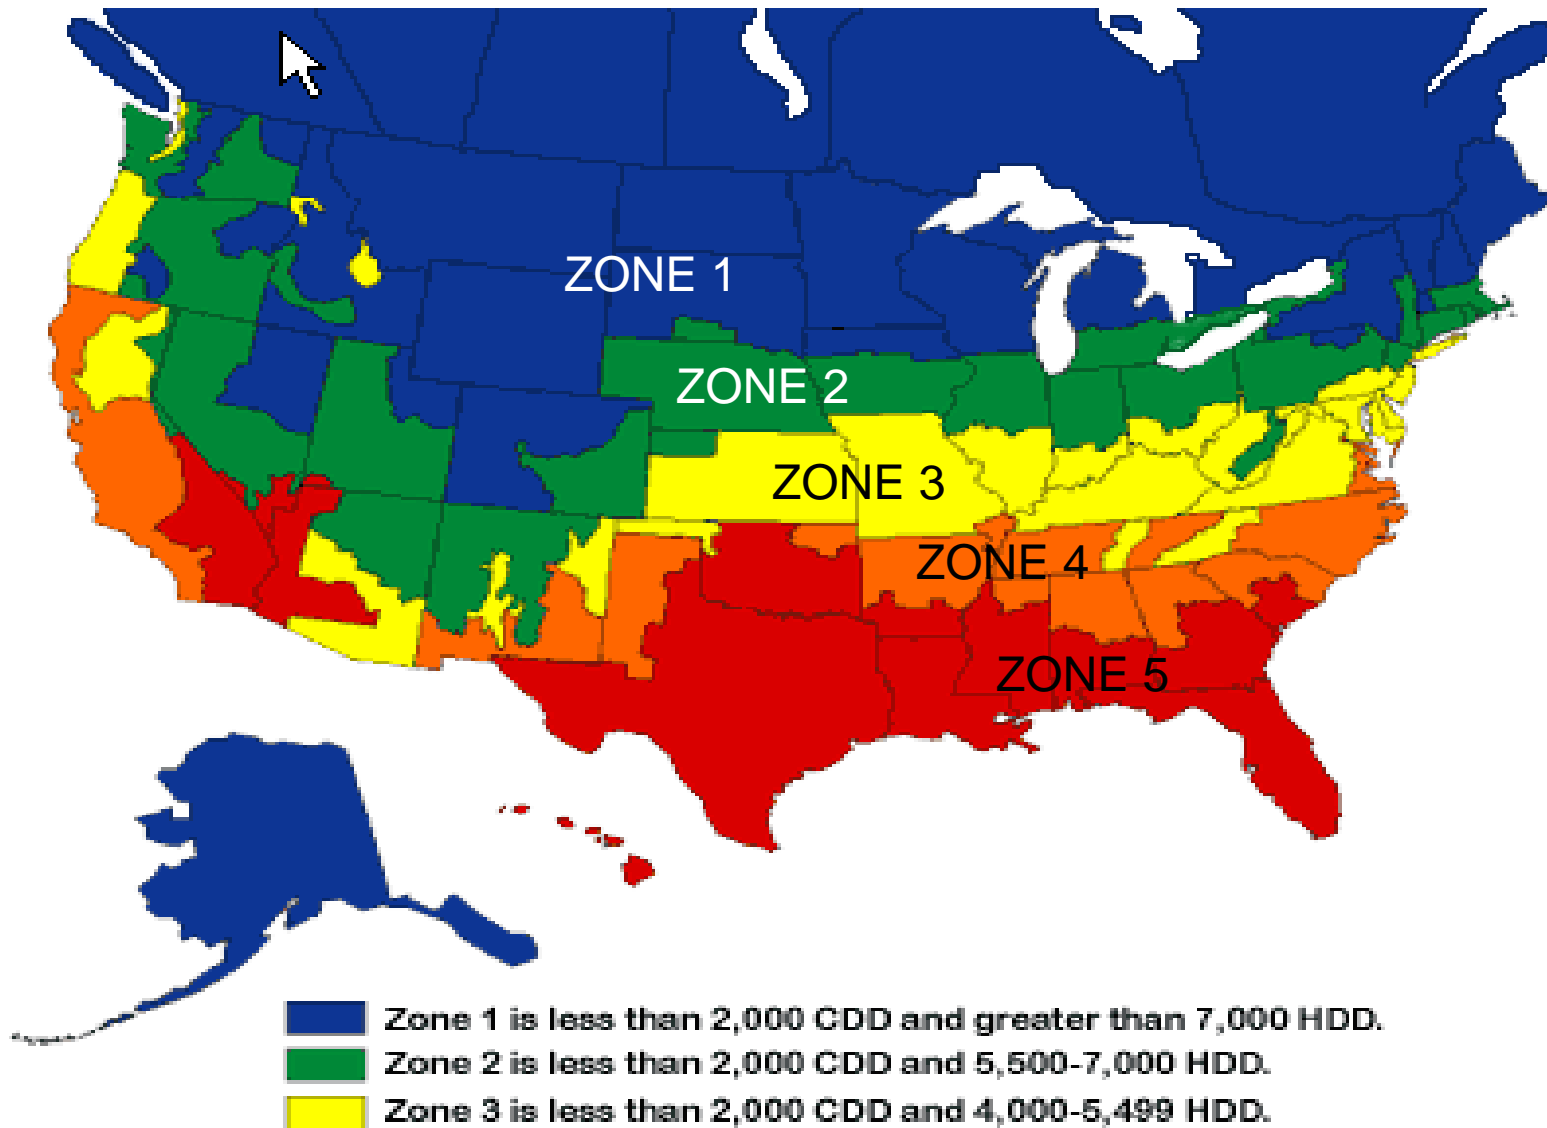 ZONE 1
ZONE 2
ZONE 3
ZONE 4
ZONE 5
Zone 1 is less than 2,000 CDD and greater than 7,000 HDD.
Zone 2 is less than 2,000 CDD and 5,500-7,000 HDD.
Zone 3 is less than 2,000 CDD and 4,000-5,499 HDD.